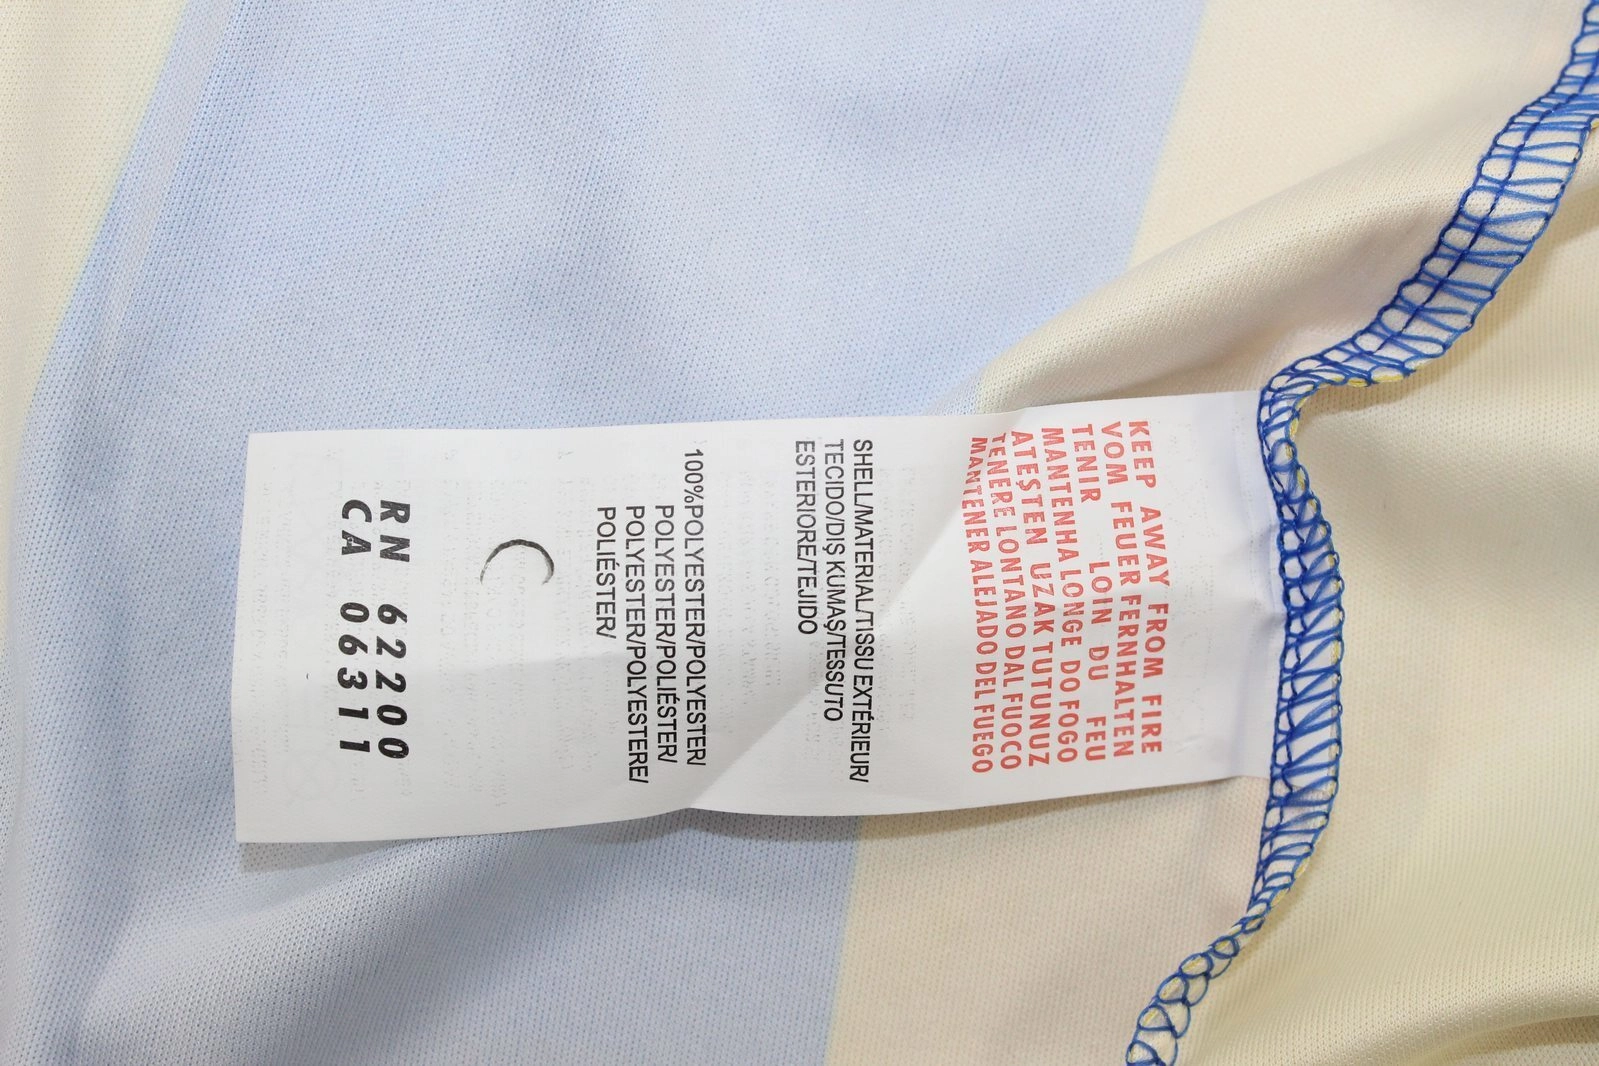 KEEP AWAY FROM FIRE
VOM FEUER FERNHALTEN
TENIR LOIN DU FEU
MANTENHA LONGE DO FOGO
ATEŞTEN UZAK TUTUNUZ
TENERE LONTANO DAL FUOCO
MANTENER ALEJADO DEL FUEGO
SHELL/MATERIAL/TISSU EXTÉRIEUR/
TECIDO/DIŞ KUMAŞ/TESSUTO
ESTERIORE/TEJIDO
100%POLYESTER/POLYESTER/
POLYESTER/POLIÉSTER/
POLYESTER/POLYESTERE/
POLIÉSTER/
RN 62200
CA 06311